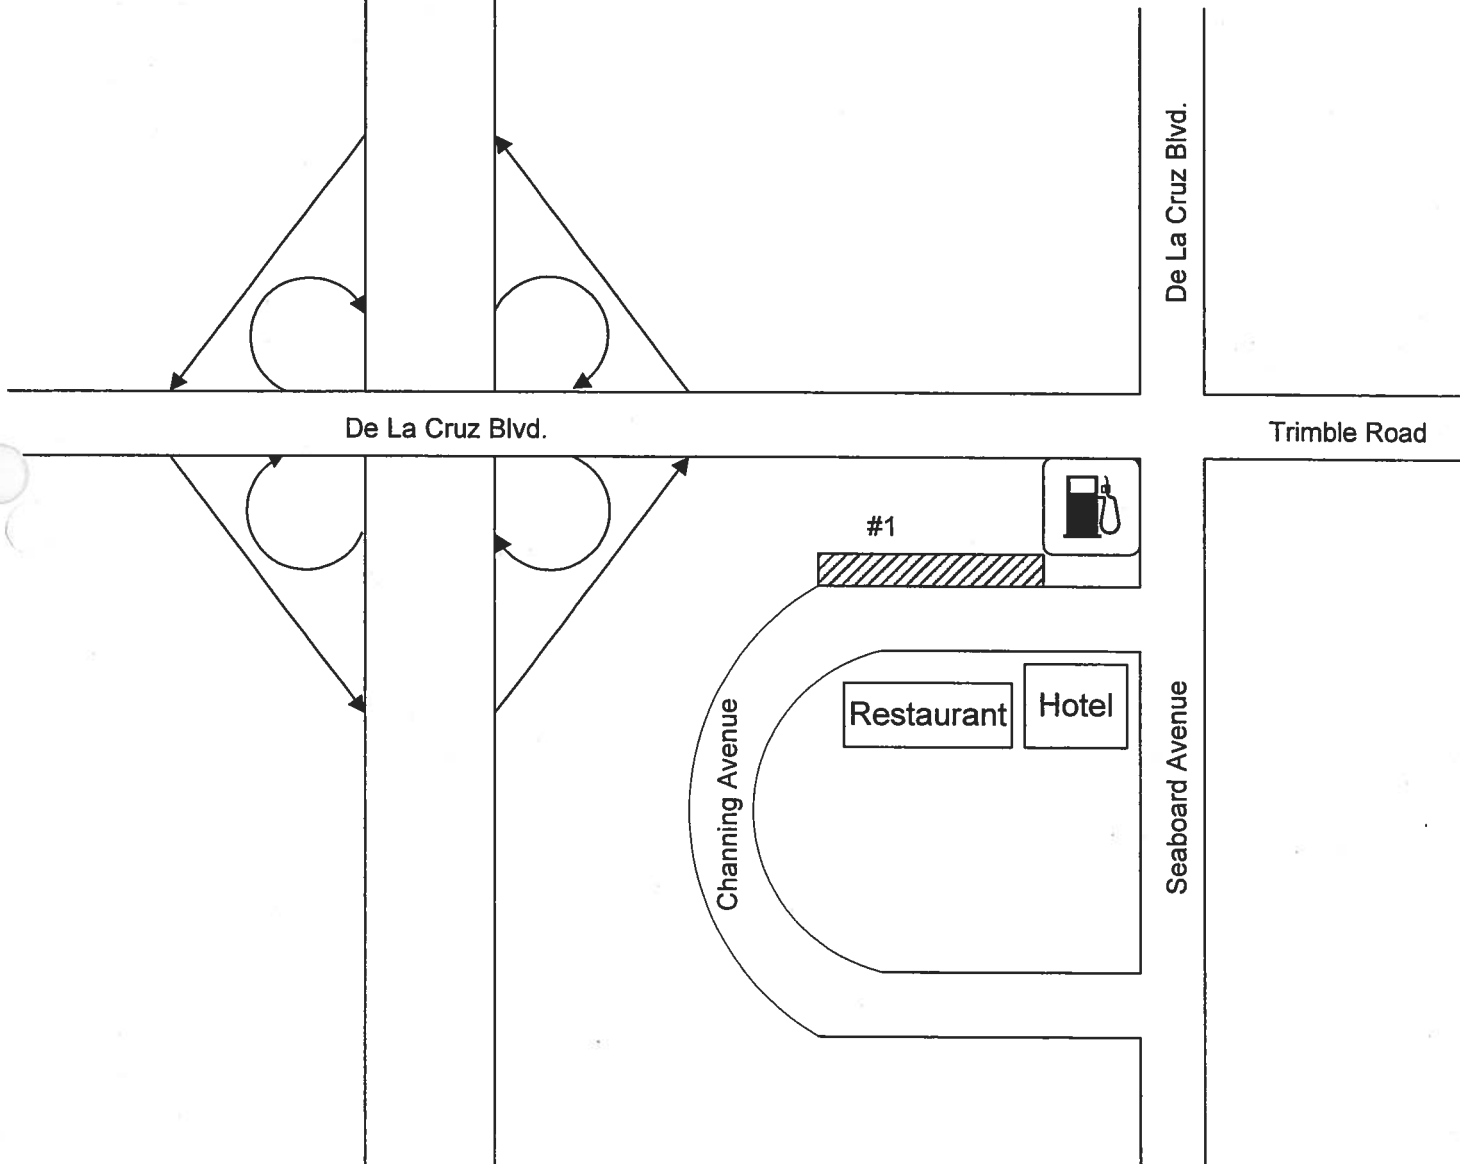 De La Cruz Blvd.
De La Cruz Blvd.
Trimble Road
#1
Restaurant
Hotel
Channing Avenue
Seaboard Avenue